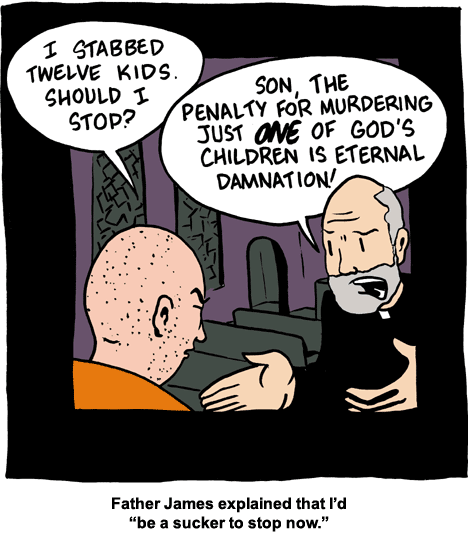 I STABBED
TWELVE KIDS.
SHOULD I
STOP?
SON, THE
PENALTY FOR MURDERING
JUST ONE OF GOD'S
CHILDREN IS ETERNAL
DAMNATION!
Father James explained that I'd
"be a sucker to stop now."